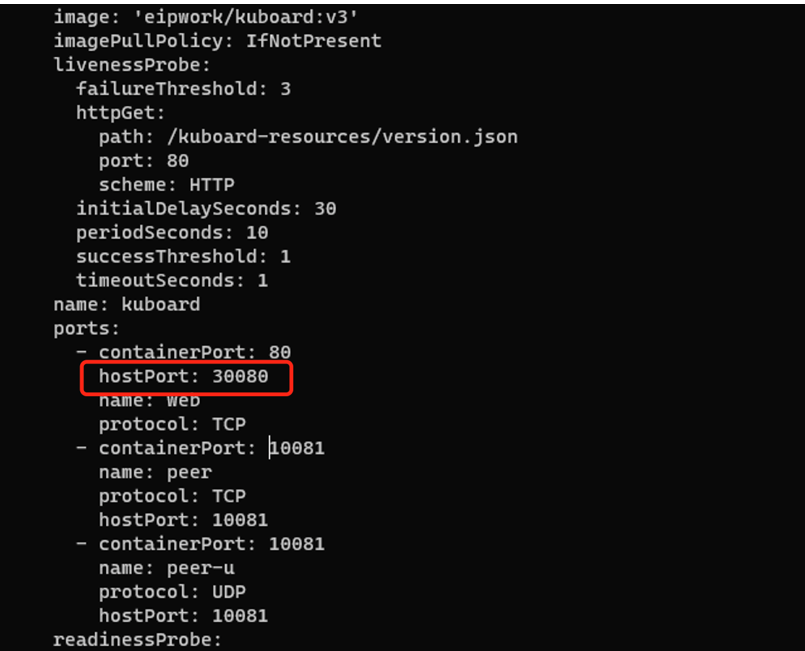 image: 'eipwork/kuboard:v3'
imagePullPolicy: IfNotPresent
livenessProbe:
  failureThreshold: 3
  httpGet:
    path: /kuboard-resources/version.json
    port: 80
    scheme: HTTP
  initialDelaySeconds: 30
  periodSeconds: 10
  successThreshold: 1
  timeoutSeconds: 1
name: kuboard
ports:
  - containerPort: 80
    hostPort: 30080
    name: web
    protocol: TCP
  - containerPort: 10081
    name: peer
    protocol: TCP
    hostPort: 10081
  - containerPort: 10081
    name: peer-u
    protocol: UDP
    hostPort: 10081
readinessProbe: